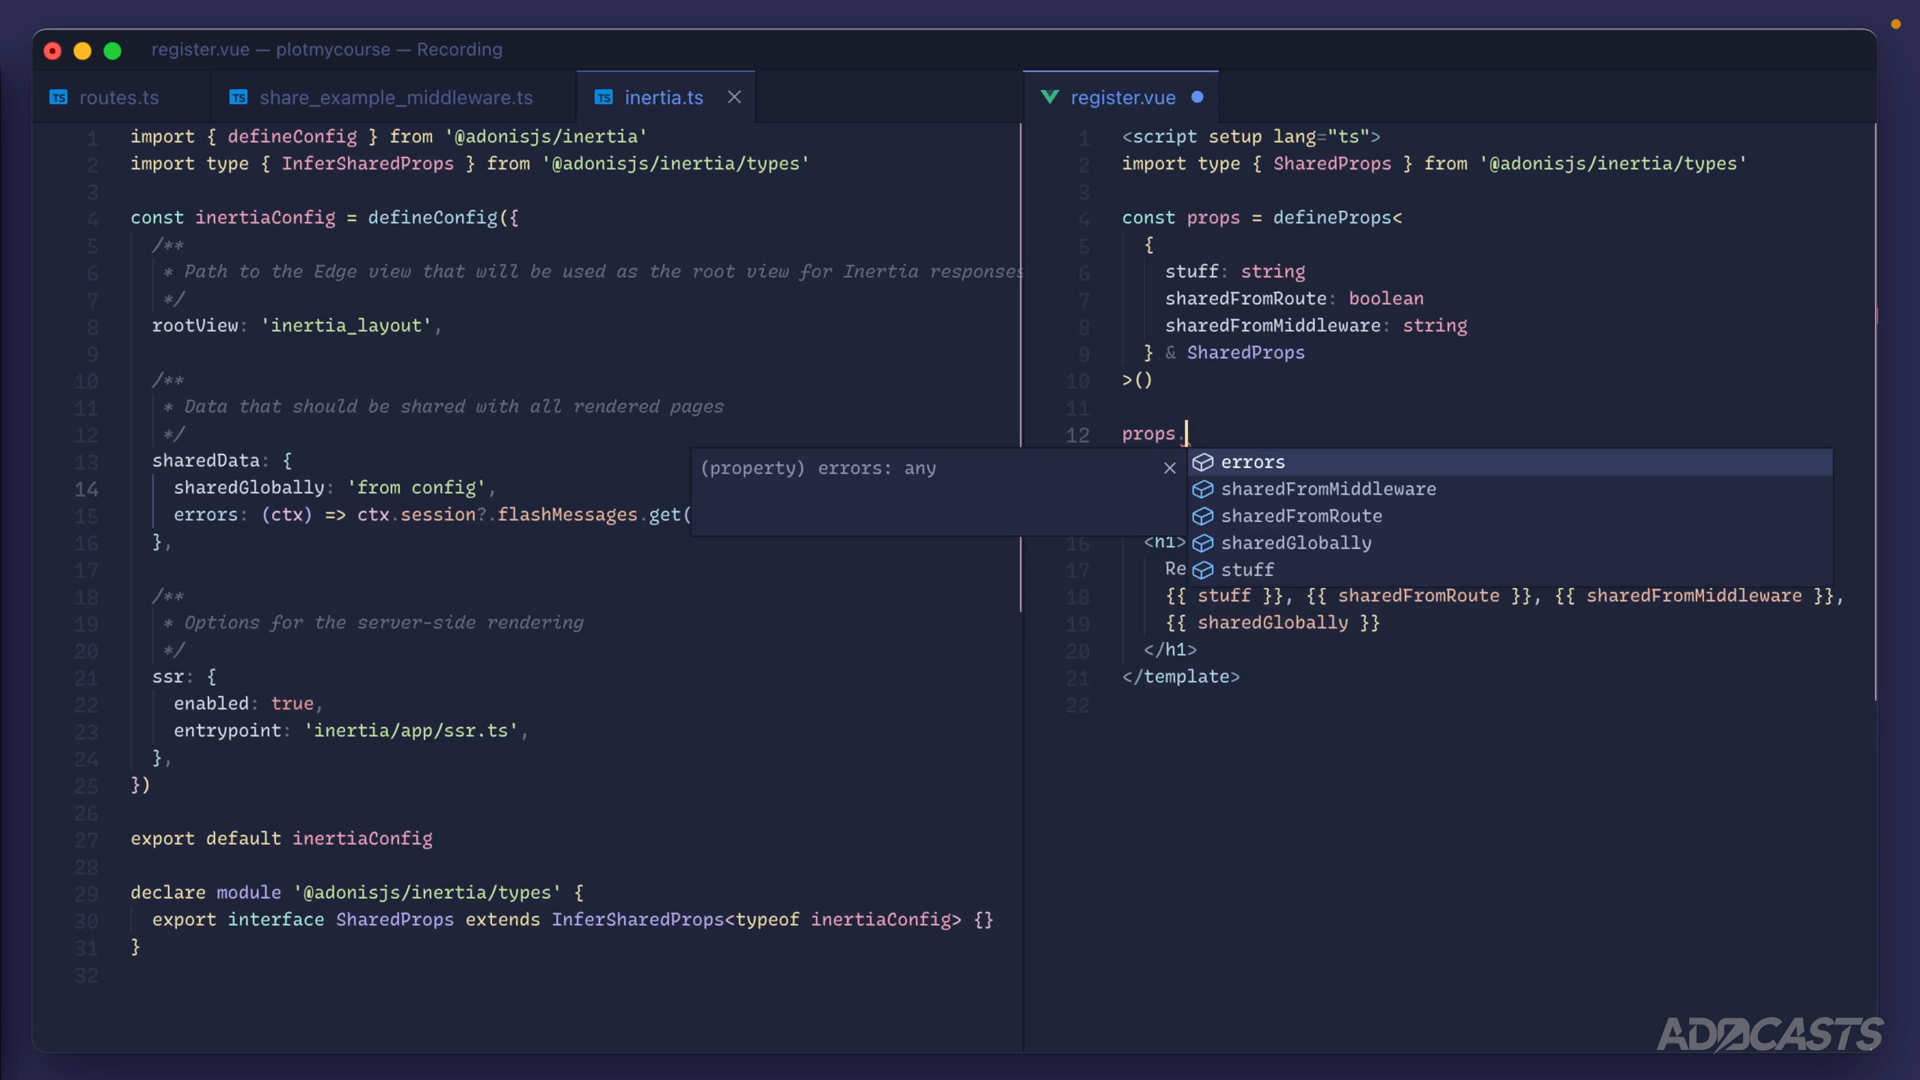 register.vue — plotmycourse — Recording
routes.ts
share_example_middleware.ts
inertia.ts
1 import { defineConfig } from '@adonisjs/inertia'
2 import type { InferSharedProps } from '@adonisjs/inertia/types'
3
4 const inertiaConfig = defineConfig({
5 /**
6 * Path to the Edge view that will be used as the root view for Inertia responses
7 */
8 rootView: 'inertia_layout',
9
10 /**
11 * Data that should be shared with all rendered pages
12 */
13 sharedData: {
14 sharedGlobally: 'from config',
15 errors: (ctx) => ctx.session?.flashMessages.get(
16 },
17
18 /**
19 * Options for the server-side rendering
20 */
21 ssr: {
22 enabled: true,
23 entrypoint: 'inertia/app/ssr.ts',
24 },
25 })
26
27 export default inertiaConfig
28
29 declare module '@adonisjs/inertia/types' {
30 export interface SharedProps extends InferSharedProps<typeof inertiaConfig> {}
31 }
32
register.vue
1 <script setup lang="ts">
2 import type { SharedProps } from '@adonisjs/inertia/types'
3
4 const props = defineProps<
5 {
6 stuff: string
7 sharedFromRoute: boolean
8 sharedFromMiddleware: string
9 } & SharedProps
10 >()
11
12 props.
(property) errors: any
errors
sharedFromMiddleware
sharedFromRoute
sharedGlobally
stuff
16 <h1>
17 Re
18 {{ stuff }}, {{ sharedFromRoute }}, {{ sharedFromMiddleware }},
19 {{ sharedGlobally }}
20 </h1>
21 </template>
22
ADOCASTS